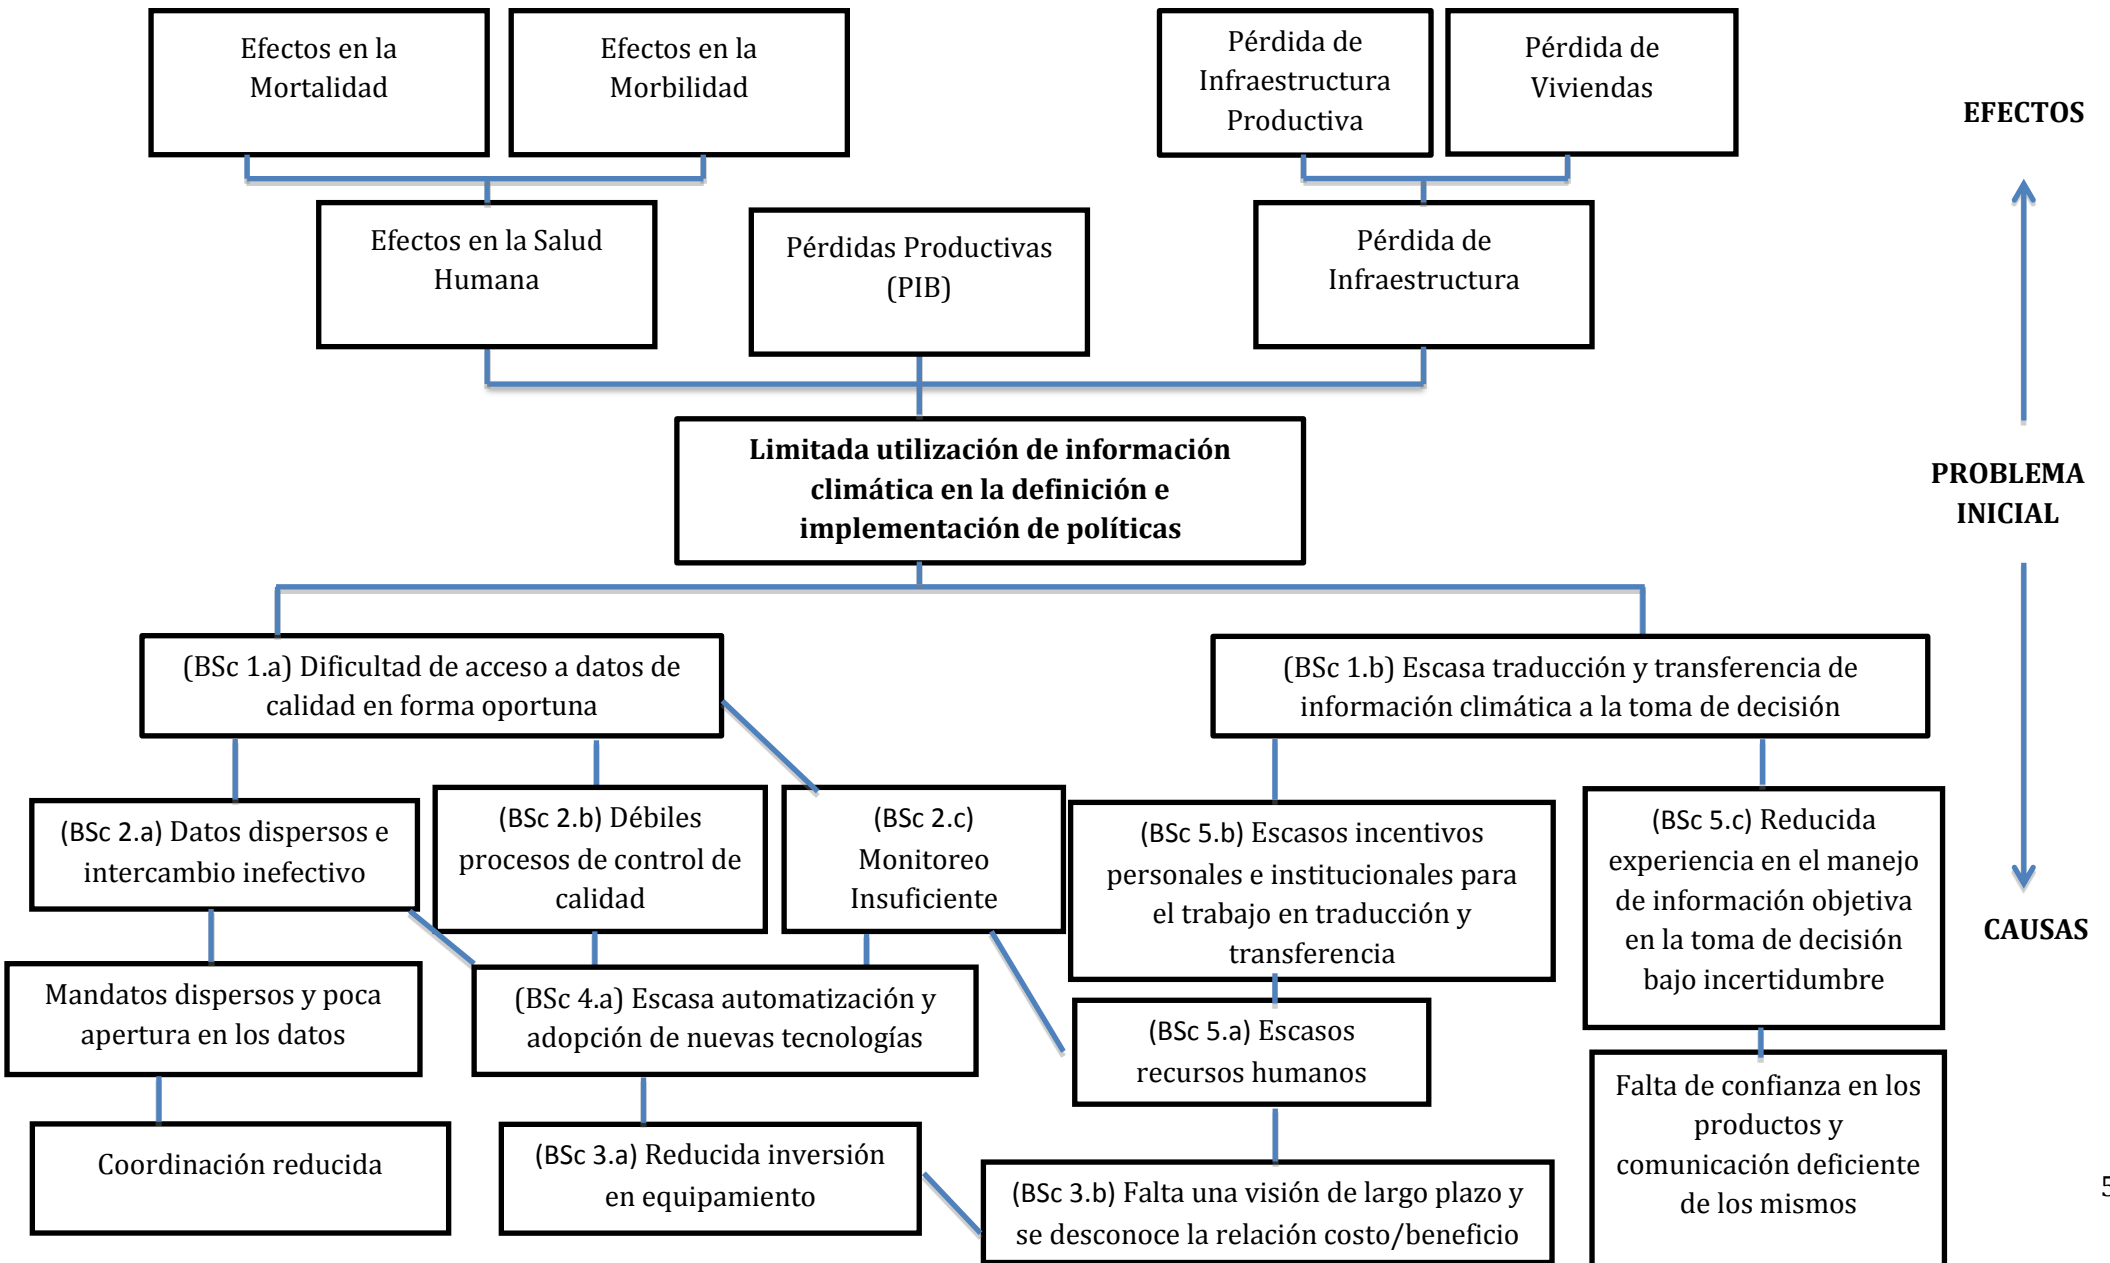 Efectos en la
Mortalidad
Efectos en la
Morbilidad
Pérdida de
Infraestructura
Productiva
Pérdida de
Viviendas
EFECTOS
Efectos en la Salud
Humana
Pérdidas Productivas
(PIB)
Pérdida de
Infraestructura
Limitada utilización de información
climática en la definición e
implementación de políticas
PROBLEMA
INICIAL
(BSc 1.a) Dificultad de acceso a datos de
calidad en forma oportuna
(BSc 1.b) Escasa traducción y transferencia de
información climática a la toma de decisión
(BSc 2.a) Datos dispersos e
intercambio inefectivo
(BSc 2.b) Débiles
procesos de control de
calidad
(BSc 2.c)
Monitoreo
Insuficiente
(BSc 5.b) Escasos incentivos
personales e institucionales para
el trabajo en traducción y
transferencia
(BSc 5.c) Reducida
experiencia en el manejo
de información objetiva
en la toma de decisión
bajo incertidumbre
CAUSAS
Mandatos dispersos y poca
apertura en los datos
(BSc 4.a) Escasa automatización y
adopción de nuevas tecnologías
(BSc 5.a) Escasos
recursos humanos
Falta de confianza en los
productos y
comunicación deficiente
de los mismos
Coordinación reducida
(BSc 3.a) Reducida inversión
en equipamiento
(BSc 3.b) Falta una visión de largo plazo y
se desconoce la relación costo/beneficio
5